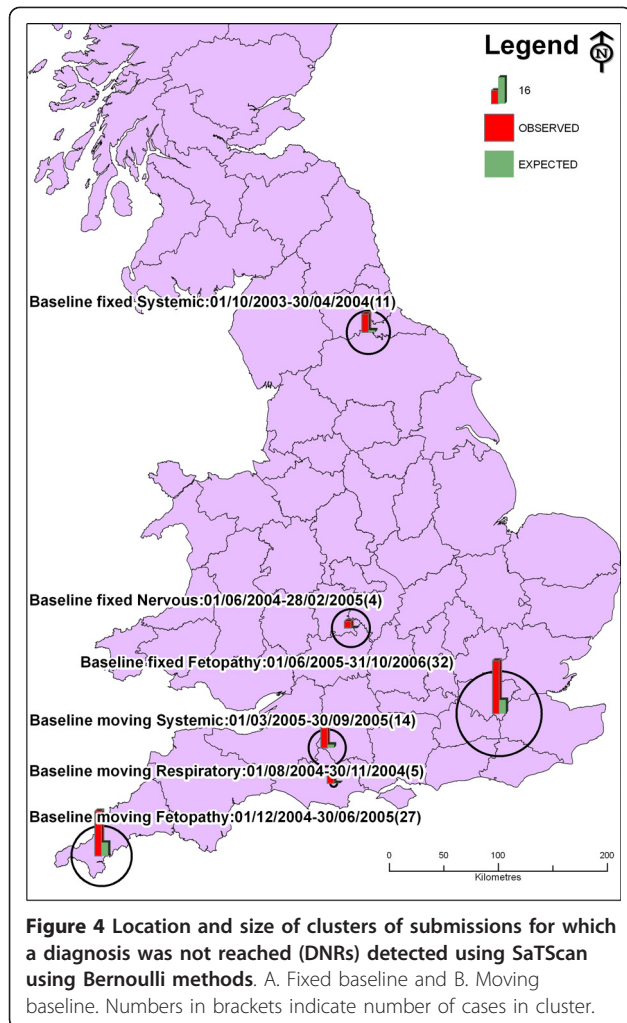 Legend
N
16
OBSERVED
EXPECTED
Baseline fixed Systemic:01/10/2003-30/04/2004(11)
Baseline fixed Nervous:01/06/2004-28/02/2005(4)
Baseline fixed Fetopathy:01/06/2005-31/10/2006(32)
Baseline moving Systemic:01/03/2005-30/09/2005(14)
Baseline moving Respiratory:01/08/2004-30/11/2004(5)
Baseline moving Fetopathy:01/12/2004-30/06/2005(27)
0 50 100 200
Kilometres
Figure 4 Location and size of clusters of submissions for which
a diagnosis was not reached (DNRs) detected using SaTScan
using Bernoulli methods. A. Fixed baseline and B. Moving
baseline. Numbers in brackets indicate number of cases in cluster.